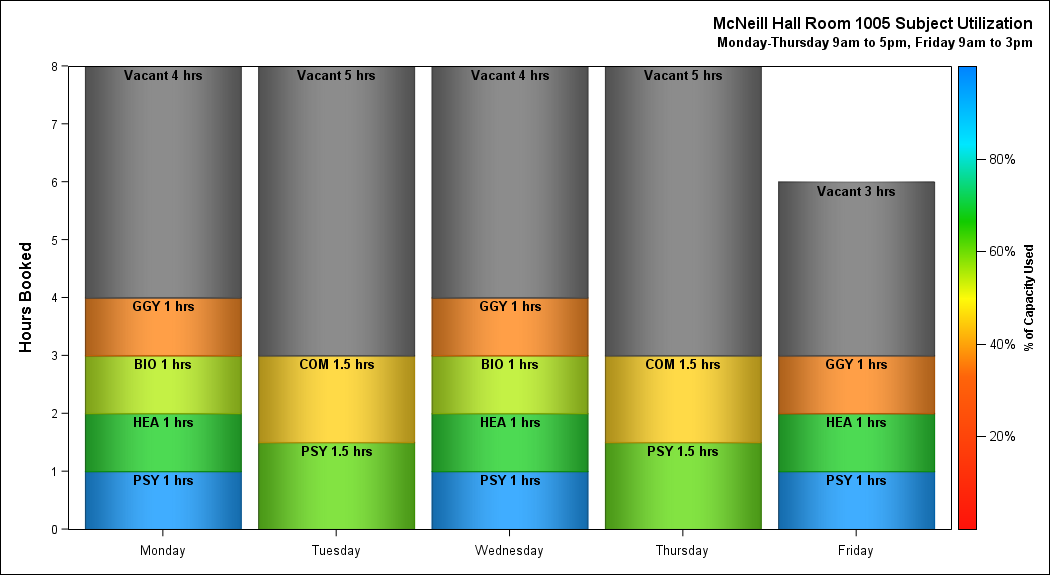 McNeill Hall Room 1005 Subject Utilization
Monday-Thursday 9am to 5pm, Friday 9am to 3pm
Hours Booked
8
7
6
5
4
3
2
1
0
Vacant 4 hrs
GGY 1 hrs
BIO 1 hrs
HEA 1 hrs
PSY 1 hrs
Monday
Vacant 5 hrs
COM 1.5 hrs
PSY 1.5 hrs
Tuesday
Vacant 4 hrs
GGY 1 hrs
BIO 1 hrs
HEA 1 hrs
PSY 1 hrs
Wednesday
Vacant 5 hrs
COM 1.5 hrs
PSY 1.5 hrs
Thursday
Vacant 3 hrs
GGY 1 hrs
HEA 1 hrs
PSY 1 hrs
Friday
80%
60%
40%
20%
% of Capacity Used